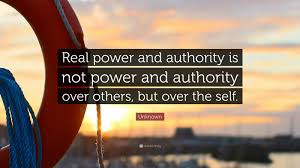 Real power and authority is
not power and authority
over others, but over the self.
Unknown